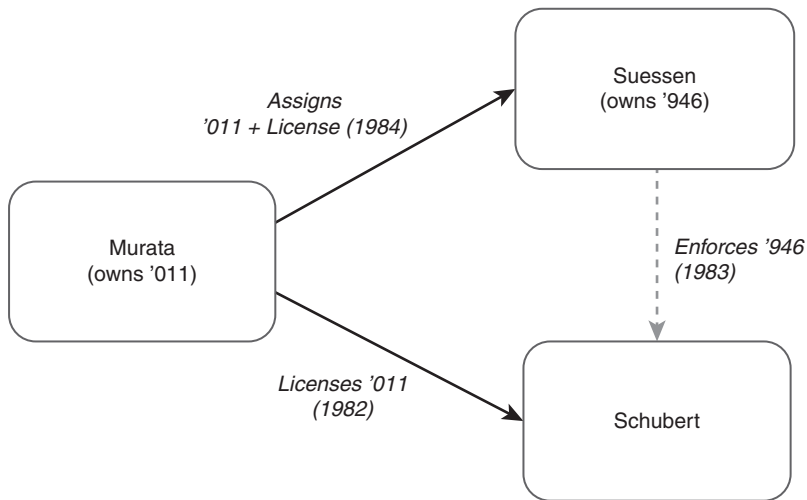 Suessen
(owns ’946)
Assigns
’011 + License (1984)
Murata
(owns ’011)
Enforces ’946
(1983)
Licenses ’011
(1982)
Schubert